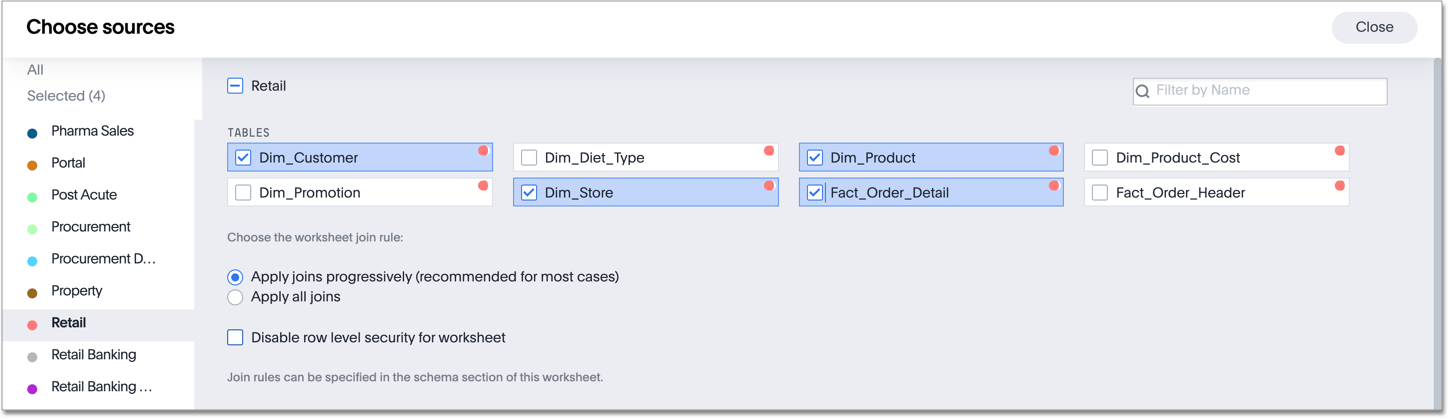 Choose sources
Close
All
Selected (4)
Pharma Sales
Portal
Post Acute
Procurement
Procurement D...
Property
Retail
Retail Banking
Retail Banking ...
Retail
Filter by Name
TABLES
Dim_Customer Dim_Diet_Type Dim_Product Dim_Product_Cost
Dim_Promotion Dim_Store Fact_Order_Detail Fact_Order_Header
Choose the worksheet join rule:
Apply joins progressively (recommended for most cases)
Apply all joins
Disable row level security for worksheet
Join rules can be specified in the schema section of this worksheet.